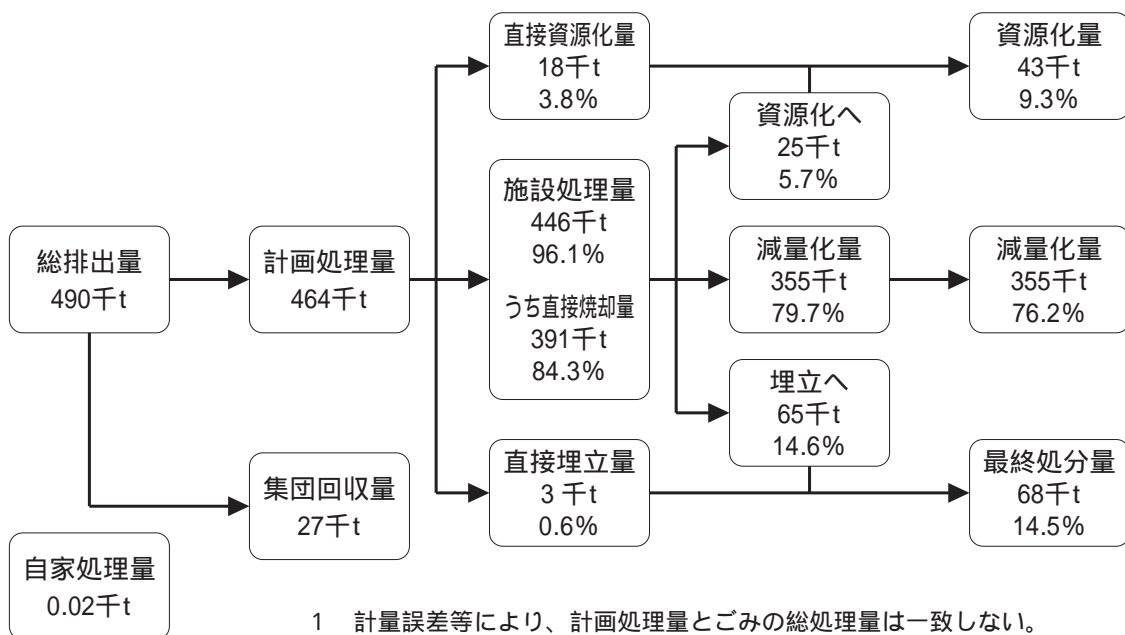 総排出量
490千t
自家処理量
0.02千t
計画処理量
464千t
集団回収量
27千t
直接資源化量
18千t
3.8%
施設処理量
446千t
96.1%
うち直接焼却量
391千t
84.3%
直接埋立量
3 千t
0.6%
資源化へ
25千t
5.7%
減量化量
355千t
79.7%
埋立へ
65千t
14.6%
資源化量
43千t
9.3%
減量化量
355千t
76.2%
最終処分量
68千t
14.5%
1 計量誤差等により、計画処理量とごみの総処理量は一致しない。